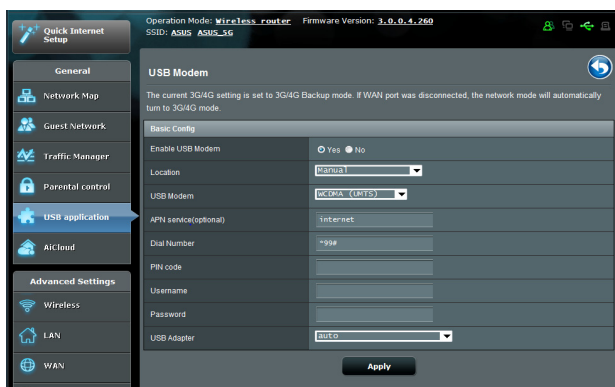 Quick Internet
Setup
Operation Mode: Wireless router Firmware Version: 3.0.0.4.260
SSID: ASUS ASUS_5G
General
Network Map
Guest Network
Traffic Manager
Parental control
USB application
AiCloud
Advanced Settings
Wireless
LAN
WAN
USB Modem
The current 3G/4G setting is set to 3G/4G Backup mode. If WAN port was disconnected, the network mode will automatically
turn to 3G/4G mode.
Basic Config
Enable USB Modem Yes No
Location Manual
USB Modem WCDMA (UMTS)
APN service(optional) internet
Dial Number *99#
PIN code
Username
Password
USB Adapter auto
Apply